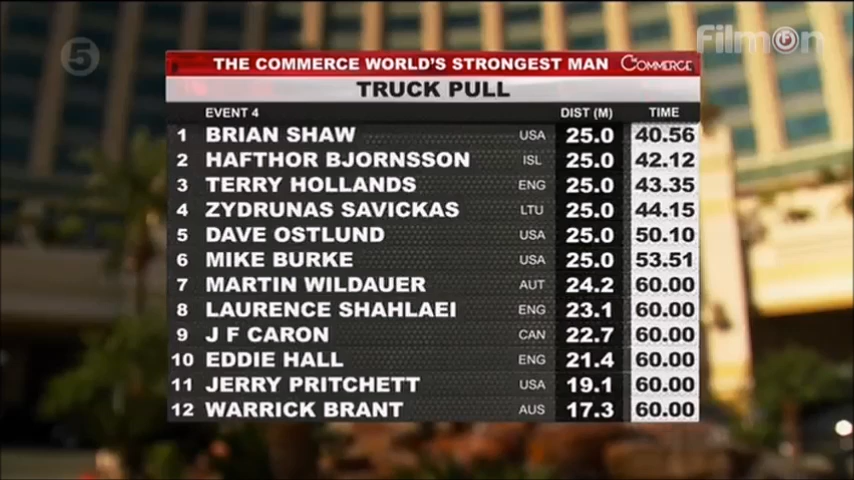 5
FilmOn
THE COMMERCE WORLD'S STRONGEST MAN COMMERCE
TRUCK PULL
EVENT 4 DIST (M) TIME
1 BRIAN SHAW USA 25.0 40.56
2 HAFTHOR BJORNSSON ISL 25.0 42.12
3 TERRY HOLLANDS ENG 25.0 43.35
4 ZYDRUNAS SAVICKAS LTU 25.0 44.15
5 DAVE OSTLUND USA 25.0 50.10
6 MIKE BURKE USA 25.0 53.51
7 MARTIN WILDAUER AUT 24.2 60.00
8 LAURENCE SHAHLAEI ENG 23.1 60.00
9 J F CARON CAN 22.7 60.00
10 EDDIE HALL ENG 21.4 60.00
11 JERRY PRITCHETT USA 19.1 60.00
12 WARRICK BRANT AUS 17.3 60.00